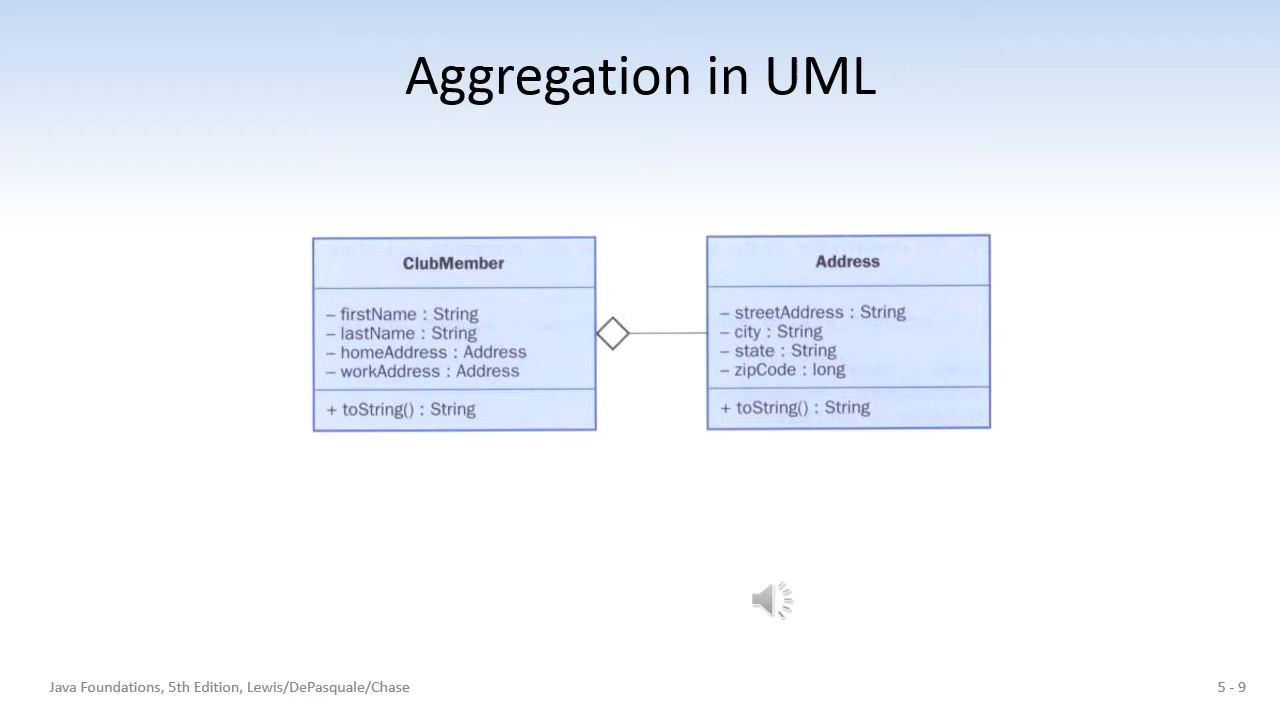 Aggregation in UML
ClubMember
– firstName : String
– lastName : String
– homeAddress : Address
– workAddress : Address
+ toString() : String
Address
– streetAddress : String
– city : String
– state : String
– zipCode : long
+ toString() : String
Java Foundations, 5th Edition, Lewis/DePasquale/Chase
5 - 9